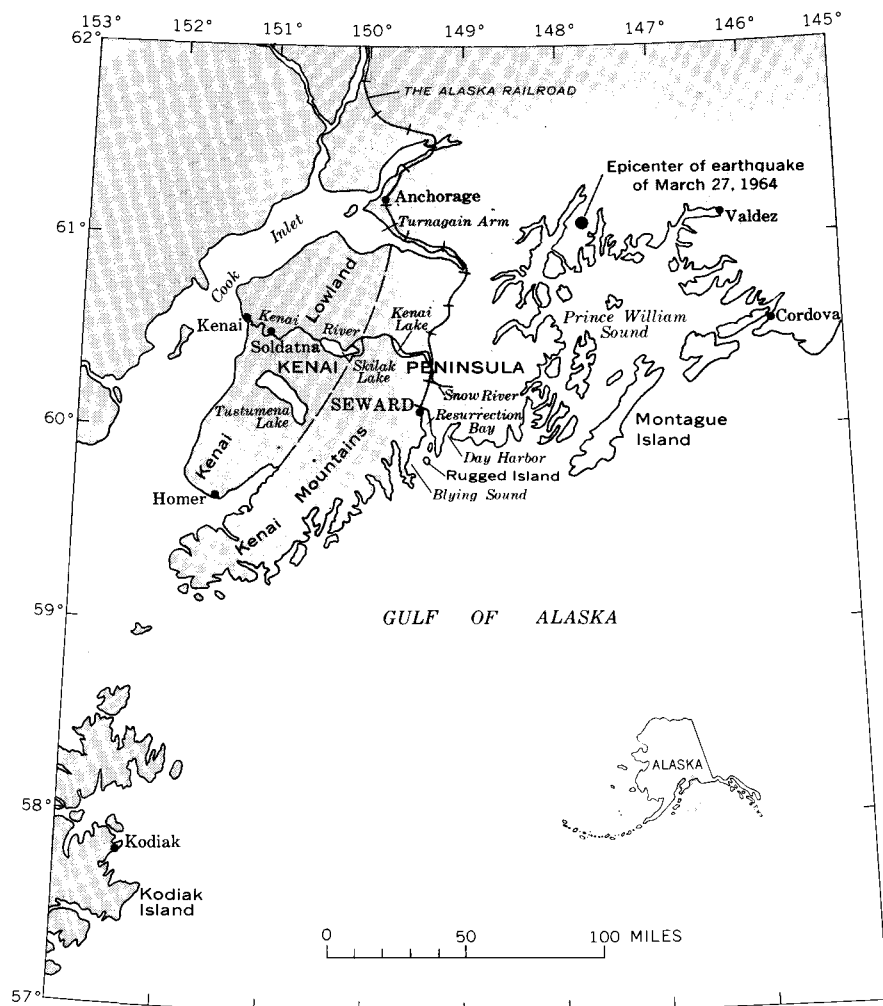 153° 152° 151° 150° 149° 148° 147° 146° 145°
62°
THE ALASKA RAILROAD
Epicenter of earthquake
of March 27, 1964
Anchorage
Valdez
61°
Turnagain Arm
Cook Inlet
Lowland
Kenai
Kenai River
Kenai
Lake
Prince William
Sound
Cordova
Soldatna
KENAI PENINSULA
Skilak
Lake
Snow River
Tustumena
Lake
SEWARD
Resurrection
Bay
60°
Montague
Island
Kenai
Day Harbor
Mountains
Rugged Island
Homer
Blying Sound
Kenai
59°
GULF OF ALASKA
ALASKA
58°
Kodiak
Kodiak
Island
0 50 100 MILES
57°